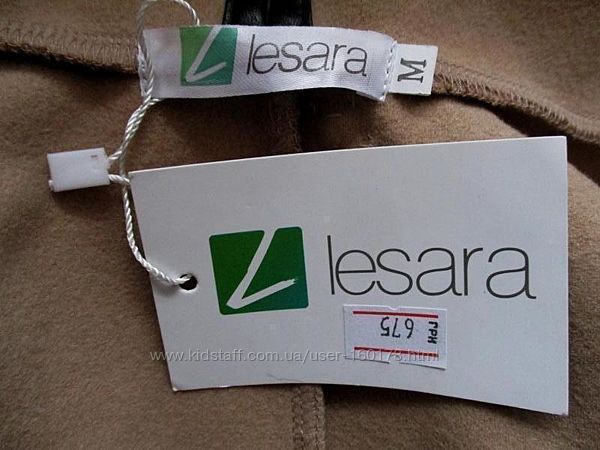 lesara
M
lesara
675
ГРН
www.kidstaff.com.ua/user-160178.html